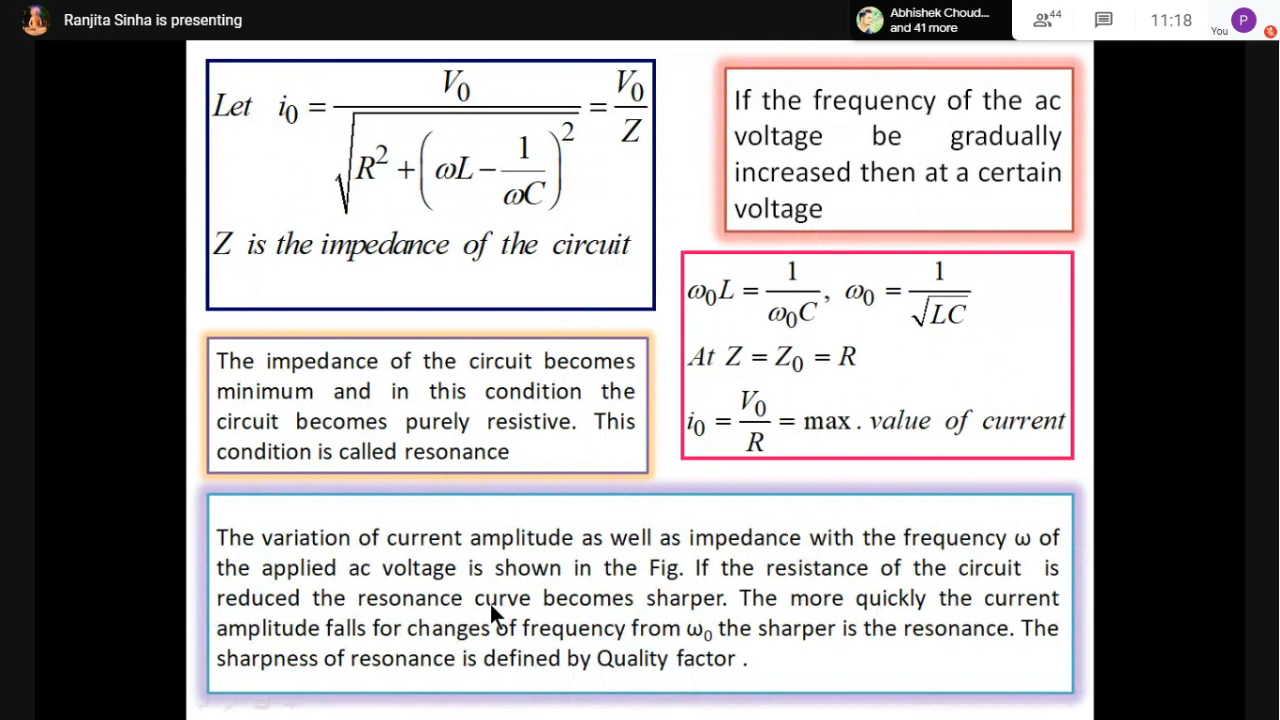 Ranjita Sinha is presenting
Abhishek Choud...
and 41 more
44
11:18
You
P
Let i₀ = V₀ / √(R² + (ωL − 1/ωC)²) = V₀/Z
Z is the impedance of the circuit
If the frequency of the ac
voltage be gradually
increased then at a certain
voltage
ω₀L = 1/ω₀C, ω₀ = 1/√LC
At Z = Z₀ = R
i₀ = V₀/R = max. value of current
The impedance of the circuit becomes
minimum and in this condition the
circuit becomes purely resistive. This
condition is called resonance
The variation of current amplitude as well as impedance with the frequency ω of
the applied ac voltage is shown in the Fig. If the resistance of the circuit is
reduced the resonance curve becomes sharper. The more quickly the current
amplitude falls for changes of frequency from ω₀ the sharper is the resonance. The
sharpness of resonance is defined by Quality factor .